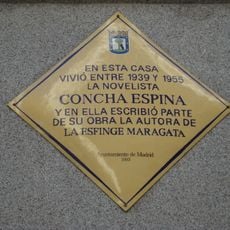 EN ESTA CASA
VIVIÓ ENTRE 1939 Y 1955
LA NOVELISTA
CONCHA ESPINA
Y EN ELLA ESCRIBIÓ PARTE
DE SU OBRA LA AUTORA DE
LA ESFINGE MARAGATA
Ayuntamiento de Madrid